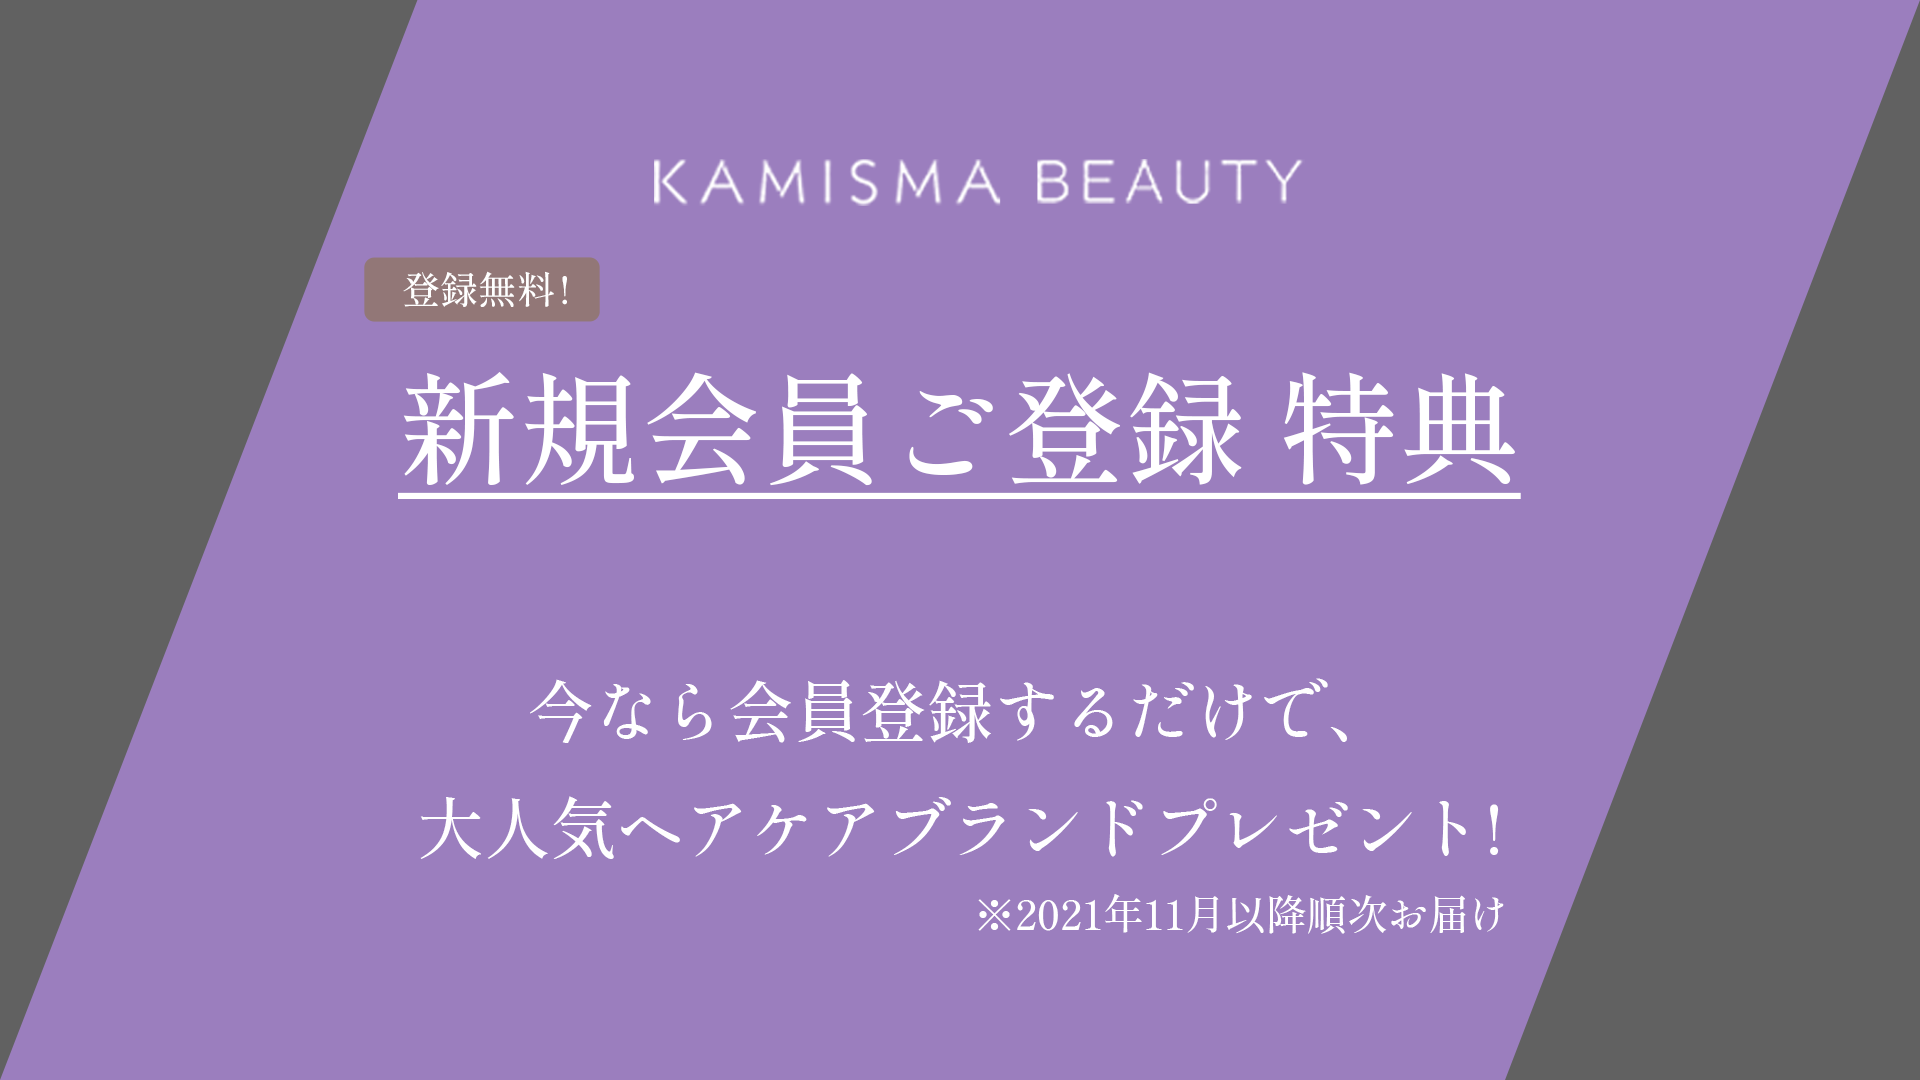 KAMISMA BEAUTY
登録無料!
新規会員ご登録 特典
今なら会員登録するだけで、
大人気ヘアケアブランドプレゼント!
※2021年11月以降順次お届け